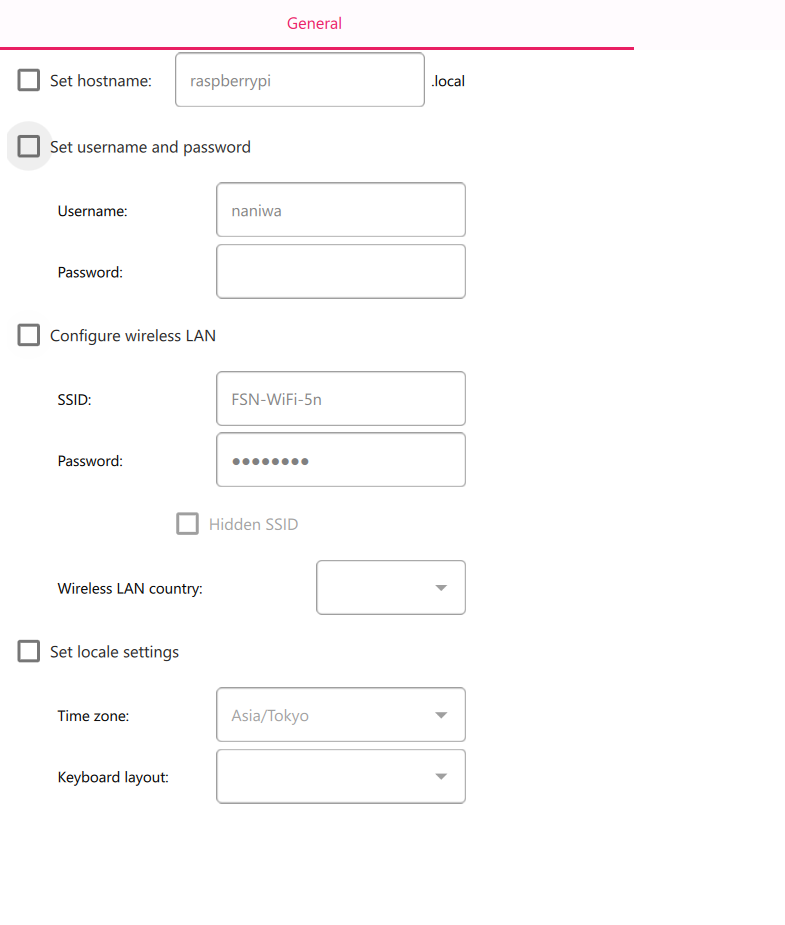 General
Set hostname: raspberrypi .local
Set username and password
Username: naniwa
Password:
Configure wireless LAN
SSID: FSN-WiFi-5n
Password: ●●●●●●●●
Hidden SSID
Wireless LAN country:
Set locale settings
Time zone: Asia/Tokyo
Keyboard layout: